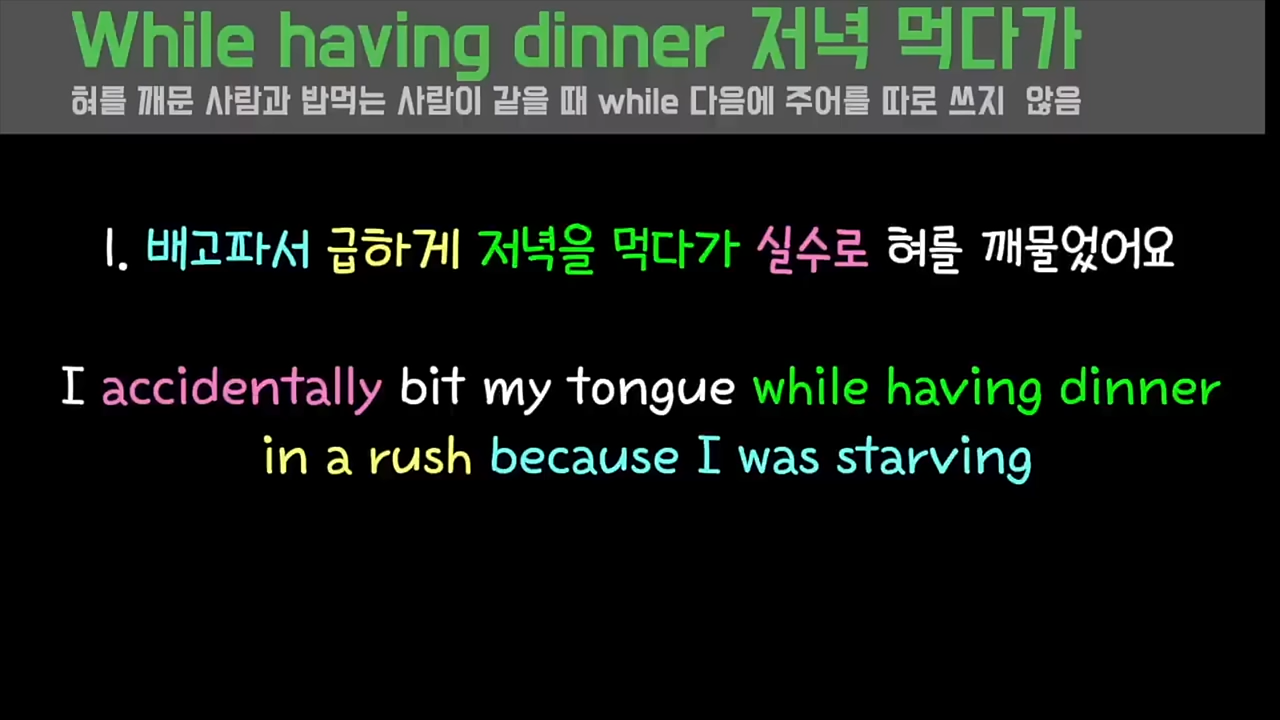 While having dinner 저녁 먹다가
혀를 깨문 사람과 밥먹는 사람이 같을 때 while 다음에 주어를 따로 쓰지 않음
1. 배고파서 급하게 저녁을 먹다가 실수로 혀를 깨물었어요
I accidentally bit my tongue while having dinner
in a rush because I was starving